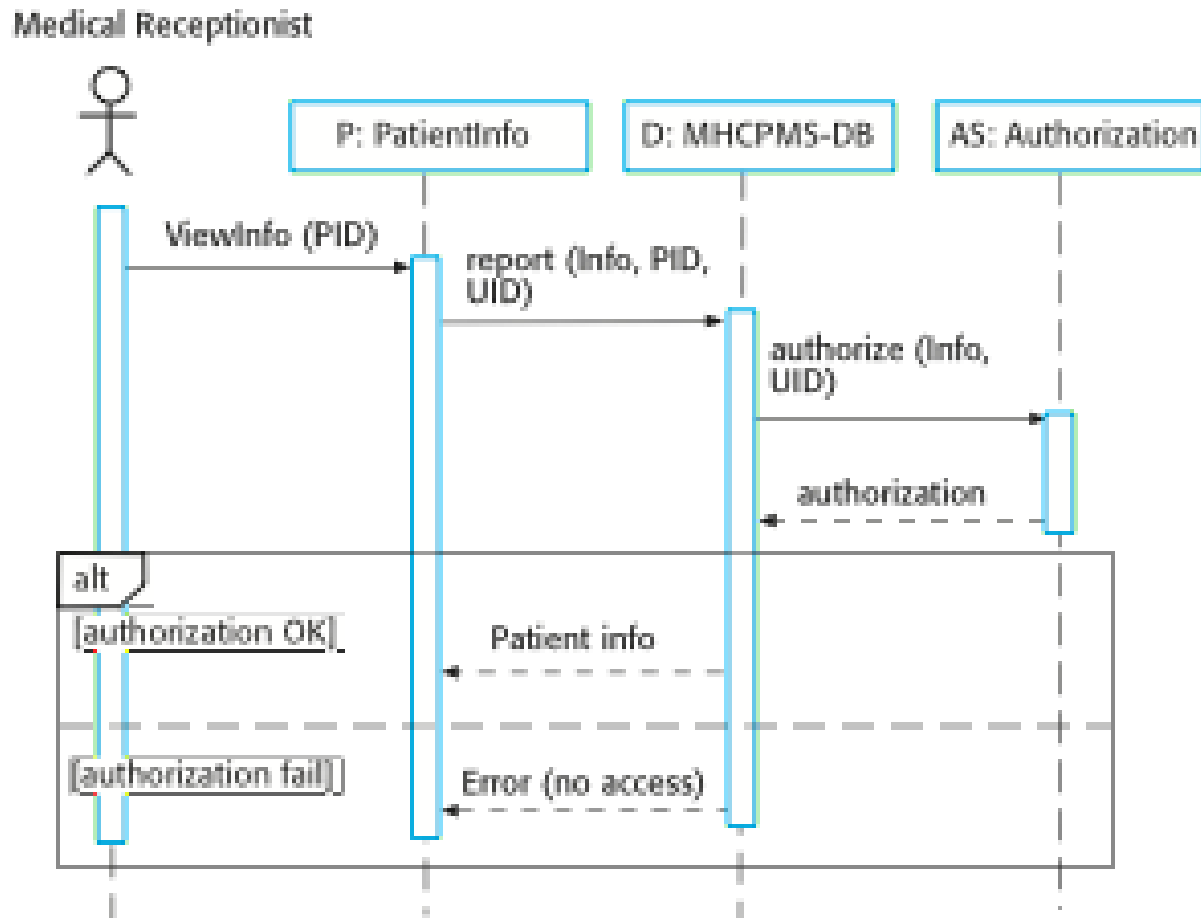 Medical Receptionist
P: PatientInfo
D: MHCPMS-DB
AS: Authorization
ViewInfo (PID)
report (Info, PID,
UID)
authorize (Info,
UID)
authorization
alt
[authorization OK]
Patient info
[authorization fail]
Error (no access)